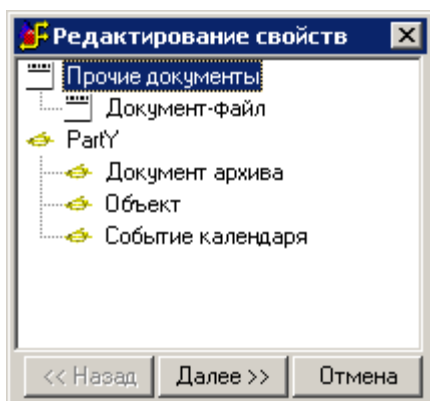 Редактирование свойств
Прочие документы
Документ-файл
PartY
Документ архива
Объект
Событие календаря
<< Назад Далее >> Отмена